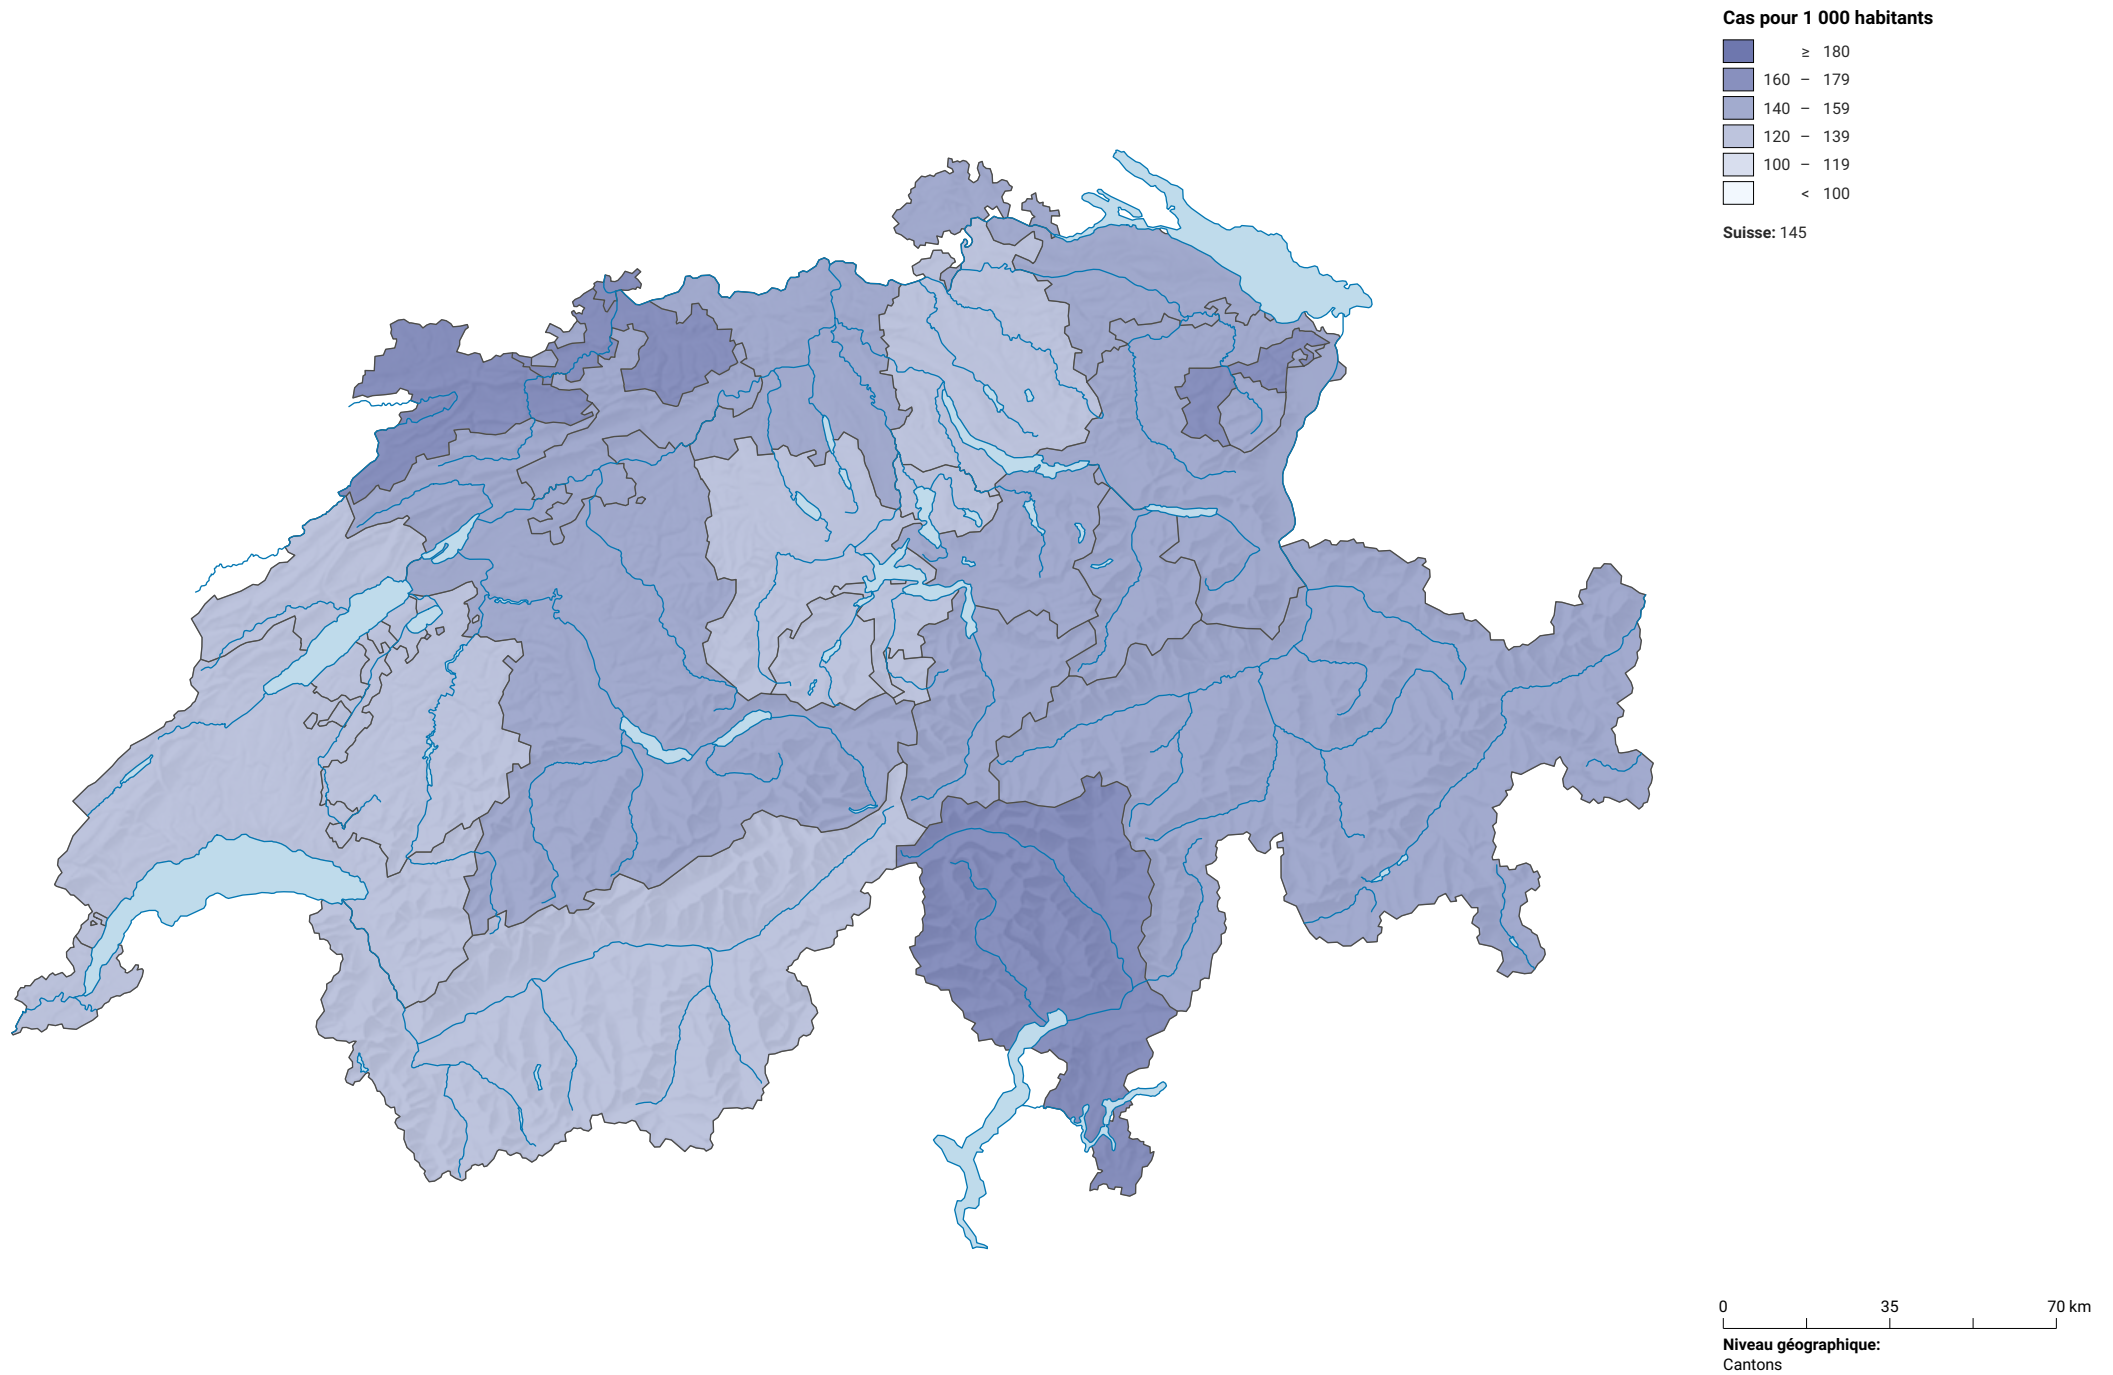 Cas pour 1 000 habitants
≥ 180
160 – 179
140 – 159
120 – 139
100 – 119
< 100
Suisse: 145
0 35 70 km
Niveau géographique:
Cantons